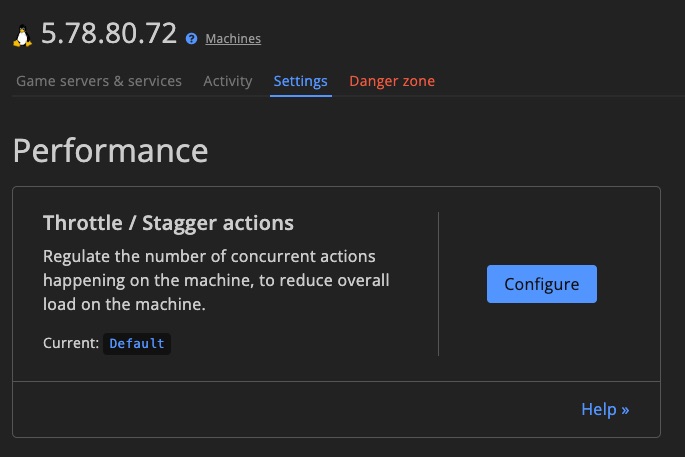 5.78.80.72 ? Machines
Game servers & services Activity Settings Danger zone
Performance
Throttle / Stagger actions
Regulate the number of concurrent actions
happening on the machine, to reduce overall
load on the machine.
Configure
Current: Default
Help »